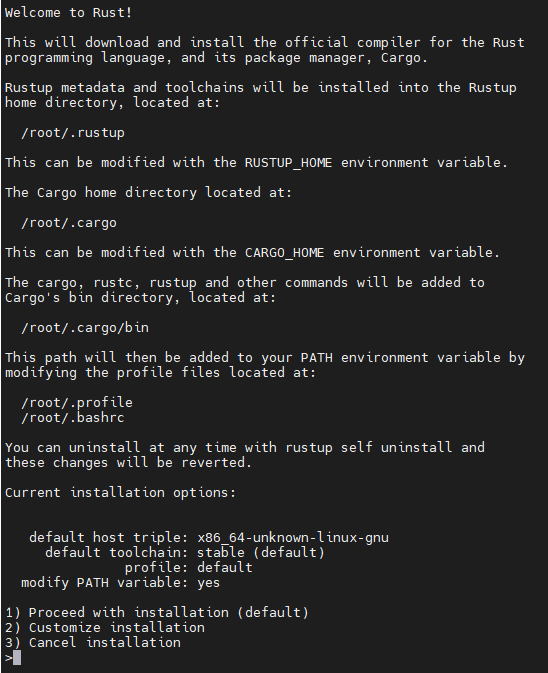 Welcome to Rust!
This will download and install the official compiler for the Rust
programming language, and its package manager, Cargo.
Rustup metadata and toolchains will be installed into the Rustup
home directory, located at:
/root/.rustup
This can be modified with the RUSTUP_HOME environment variable.
The Cargo home directory located at:
/root/.cargo
This can be modified with the CARGO_HOME environment variable.
The cargo, rustc, rustup and other commands will be added to
Cargo's bin directory, located at:
/root/.cargo/bin
This path will then be added to your PATH environment variable by
modifying the profile files located at:
/root/.profile
/root/.bashrc
You can uninstall at any time with rustup self uninstall and
these changes will be reverted.
Current installation options:
default host triple: x86_64-unknown-linux-gnu
default toolchain: stable (default)
profile: default
modify PATH variable: yes
1) Proceed with installation (default)
2) Customize installation
3) Cancel installation
>